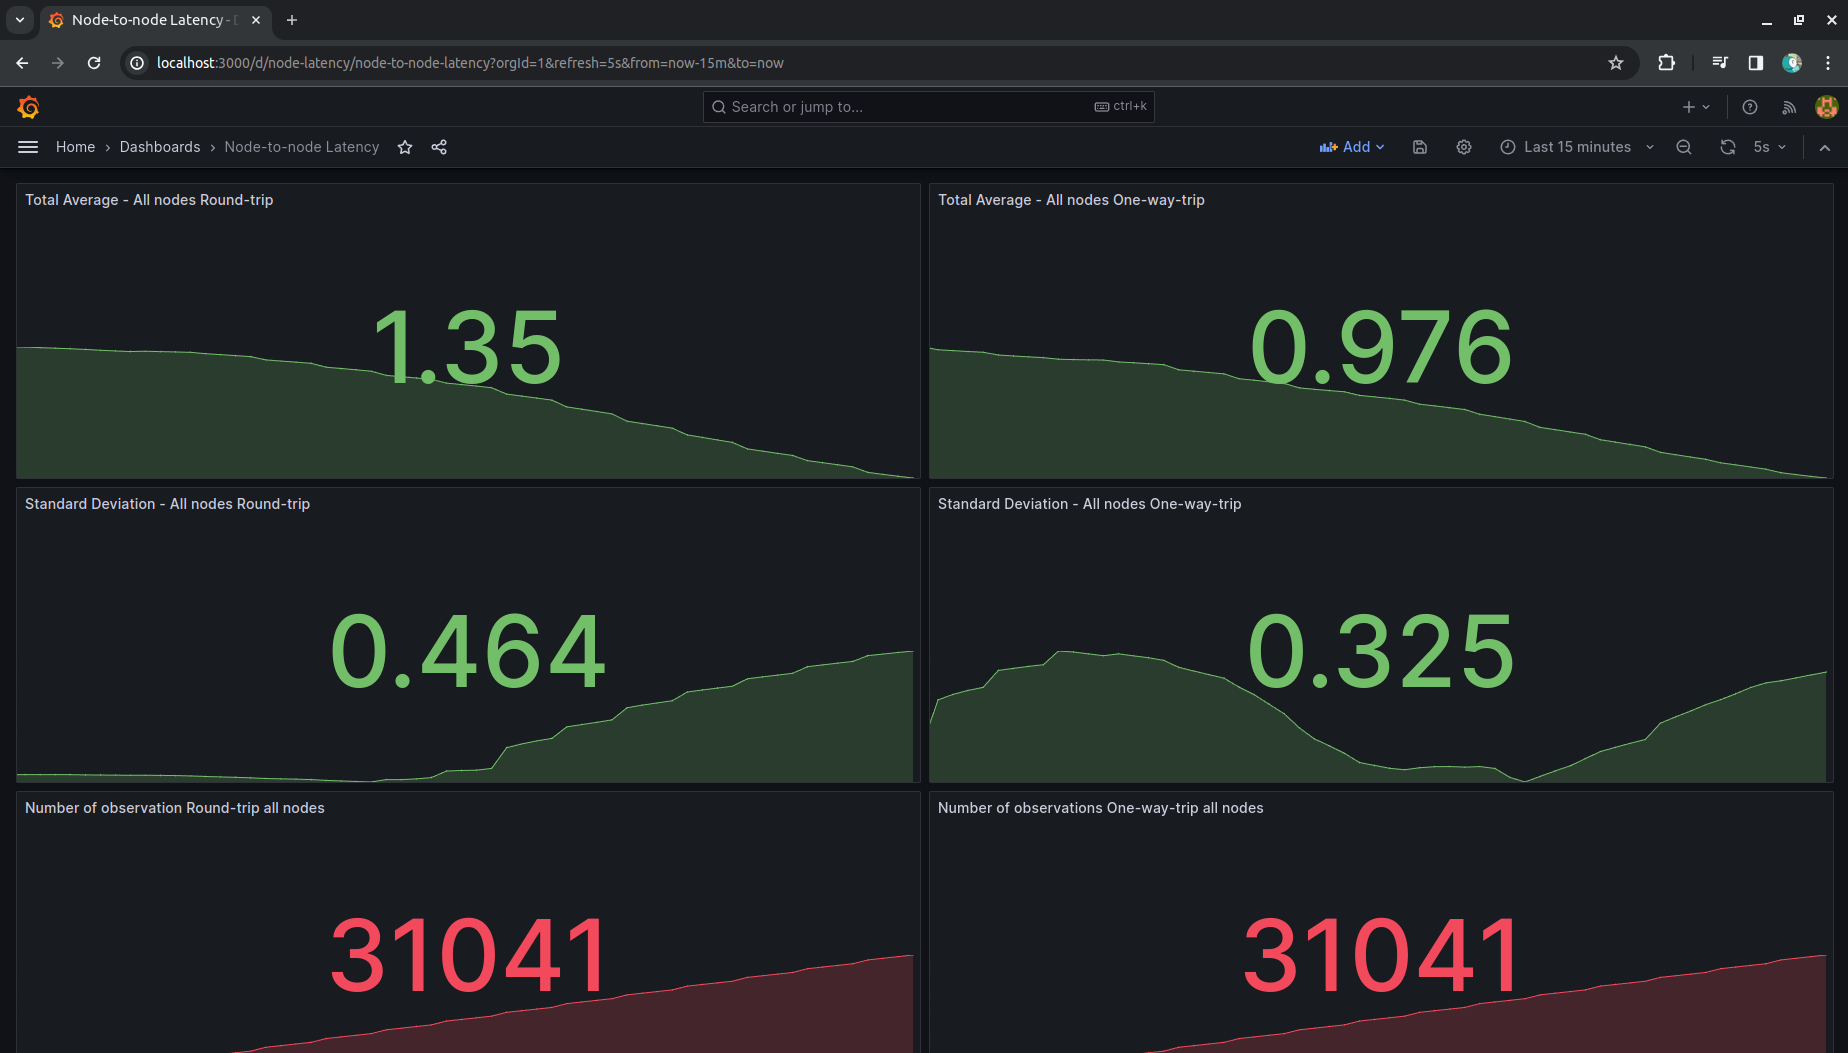 Node-to-node Latency - D
localhost:3000/d/node-latency/node-to-node-latency?orgId=1&refresh=5s&from=now-15m&to=now
Search or jump to... ctrl+k
Home › Dashboards › Node-to-node Latency Add Last 15 minutes 5s
Total Average - All nodes Round-trip
1.35
Total Average - All nodes One-way-trip
0.976
Standard Deviation - All nodes Round-trip
0.464
Standard Deviation - All nodes One-way-trip
0.325
Number of observation Round-trip all nodes
31041
Number of observations One-way-trip all nodes
31041